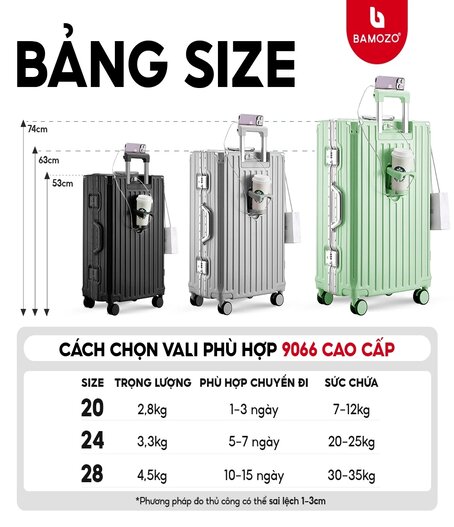 BAMOZO®
BẢNG SIZE
74cm
63cm
53cm
CÁCH CHỌN VALI PHÙ HỢP 9066 CAO CẤP
SIZE TRỌNG LƯỢNG PHÙ HỢP CHUYẾN ĐI SỨC CHỨA
20 2,8kg 1-3 ngày 7-12kg
24 3,3kg 5-7 ngày 20-25kg
28 4,5kg 10-15 ngày 30-35kg
*Phương pháp đo thủ công có thể sai lệch 1-3cm